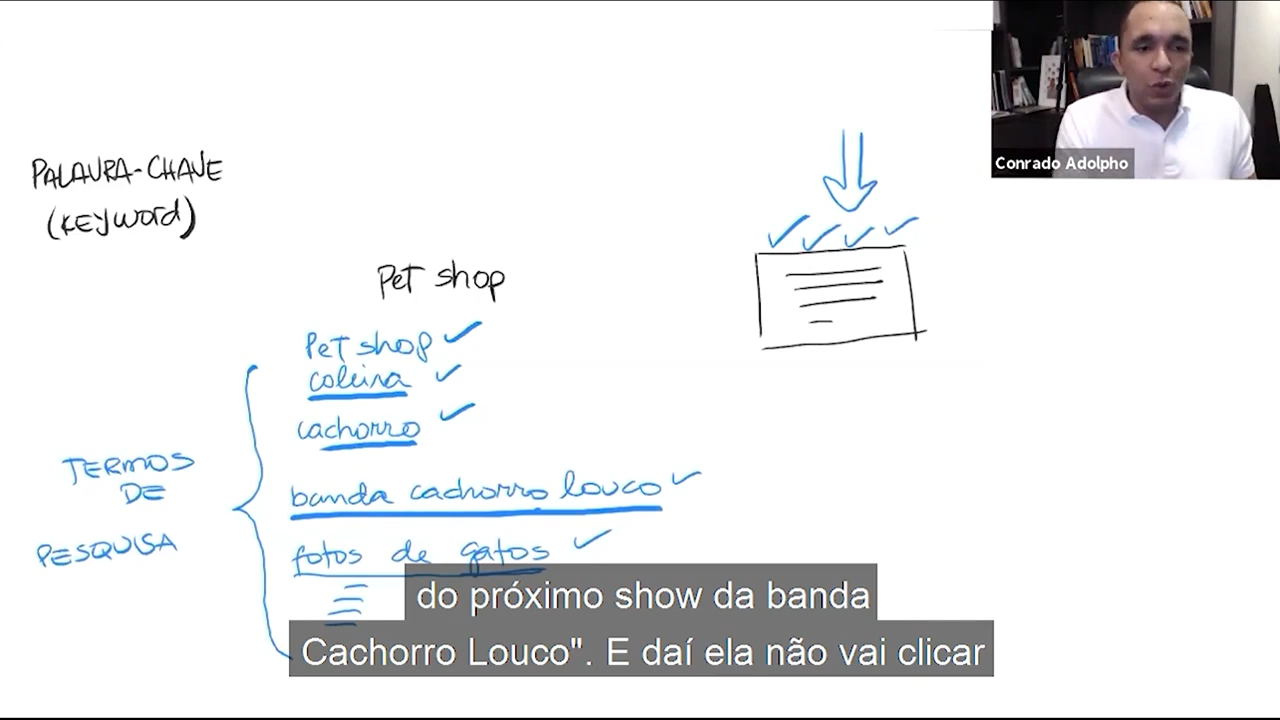 Conrado Adolpho
PALAVRA-CHAVE
(KEYword)
Pet shop
Pet shop
coleira
cachorro
banda cachorro louco
fotos de gatos
TERMOS
DE
PESQUISA
do próximo show da banda
Cachorro Louco". E daí ela não vai clicar